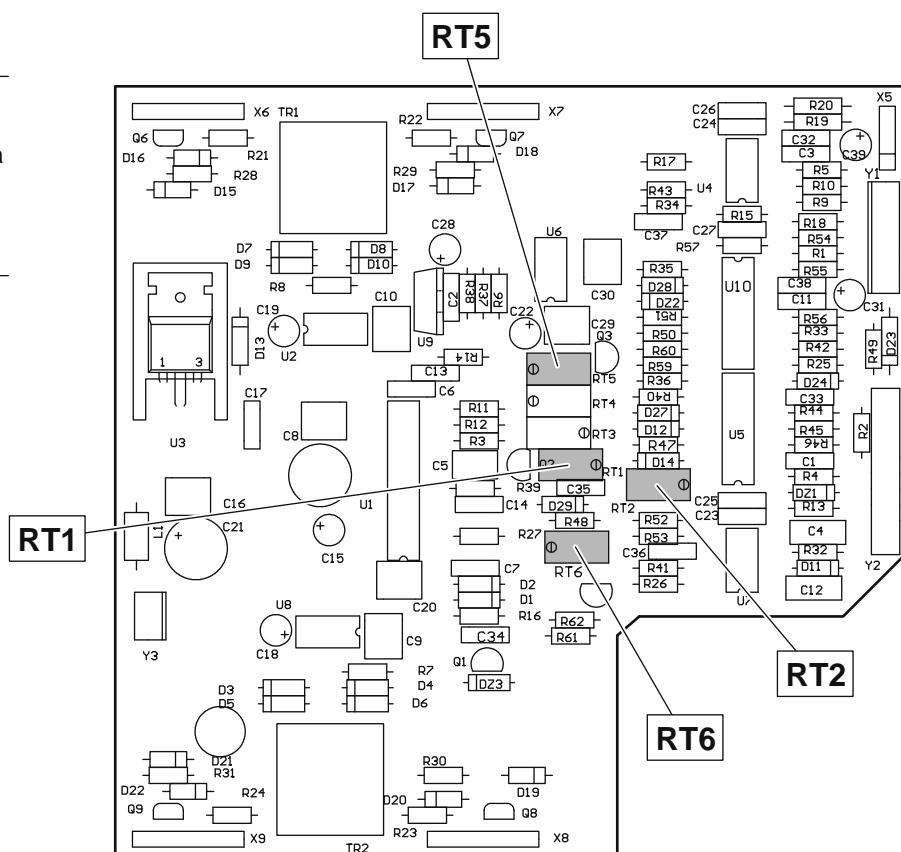 RT5
X6 TR1 X7 X5
C26 R20
Q6 R22 Q7 C24 R19
C32
D16 R21 D18 C3 C39
a
R28 R29 R17 R5 Y1
D15 D17 R43 U4 R10
R34 R15 R9
C28 U6 C37 C27 R18
D7 D8 R57 R54
D9 D10 R1
R8 R35 R55
C10 C2 R38 R37 R6 C30 D28 U10 C38
C19 DZ2 C11 C31
C22 C29 R51 R56
U2 U9 Q3 R50 R33
D13 R14 R60 R42 R49 D23
1 3 C13 RT5 R59 R25
C6 R36 D24
C17 RT4 R40 C33
R11 D27 R44
U3 C8 R12 RT3 D12 U5 R45 R2
R3 R47 R46
C5 Q2 RT1 D14 C1
R39 C35 R4
C16 U1 C14 D29 RT2 C25 DZ1
RT1 L1 C21 R48 R52 C23 R13
C15 R27 R53 C4
C36 R32
C7 RT6 R41 D11 Y2
C20 D2 R26 U7 C12
D1
U8 R16 R62
C34 R61
Y3 C18 C9 Q1
R7 RT2
D3 D4 DZ3
D5 D6
RT6
D21 R30
R31 D19
D22 R24 D20
Q9 Q8
R23
X9 TR2 X8